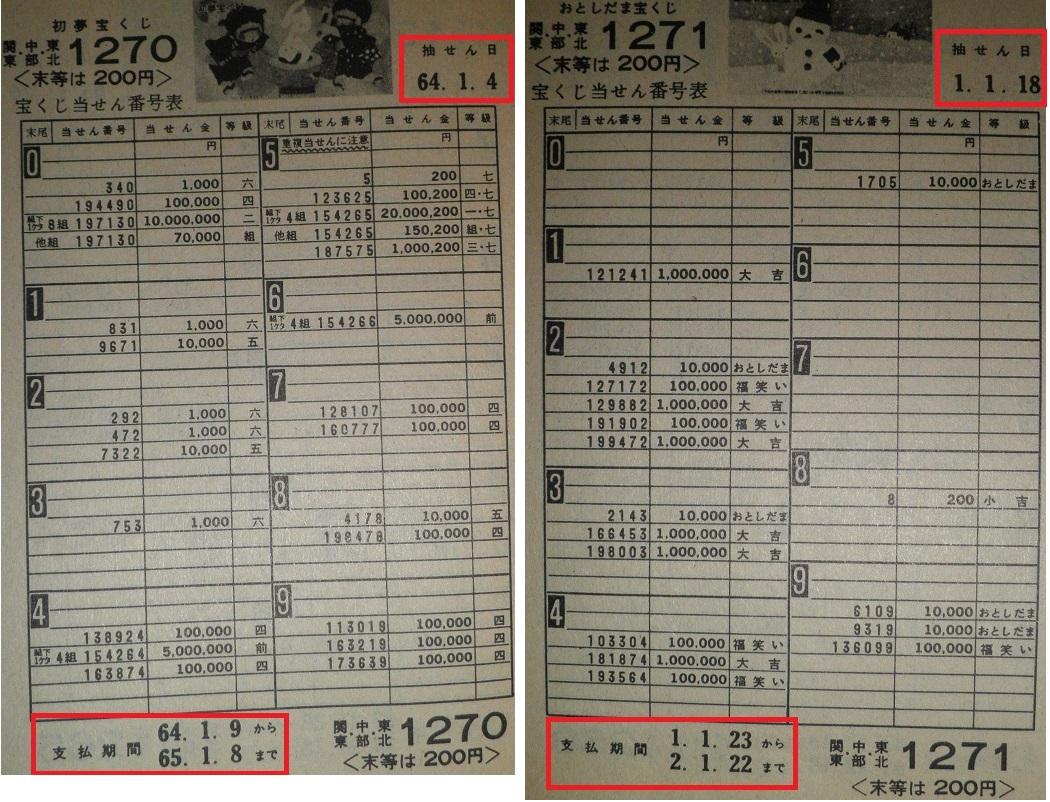 初夢宝くじ
関・中・東
東・部・北
1270
<末等は200円>
抽せん日
64. 1. 4
宝くじ当せん番号表
末尾 当せん番号 当せん金 等級 末尾 当せん番号 当せん金 等級
0
円
340 1,000 六
194490 100,000 四
組下1ケタ 8組 197130 10,000,000 二
他組 197130 70,000 組
1
831 1,000 六
9671 10,000 五
2
292 1,000 六
472 1,000 六
7322 10,000 五
3
753 1,000 六
4
138924 100,000 四
組下1ケタ 4組 154264 5,000,000 前
163874 100,000 四
5
重複当せんに注意 円
5 200 七
123625 100,200 四・七
組下1ケタ 4組 154265 20,000,200 一・七
他組 154265 150,200 組・七
187575 1,000,200 三・七
6
組下1ケタ 4組 154266 5,000,000 前
7
128107 100,000 四
160777 100,000 四
8
4178 10,000 五
198478 100,000 四
9
113019 100,000 四
163219 100,000 四
173639 100,000 四
支払期間
64. 1. 9 から
65. 1. 8 まで
関・中・東
東・部・北
1270
<末等は200円>
おとしだま宝くじ
関・中・東
東・部・北
1271
<末等は200円>
抽せん日
1. 1. 18
宝くじ当せん番号表
末尾 当せん番号 当せん金 等級 末尾 当せん番号 当せん金 等級
0
円
1
121241 1,000,000 大吉
2
4912 10,000 おとしだま
127172 100,000 福笑い
129882 1,000,000 大吉
191902 100,000 福笑い
199472 1,000,000 大吉
3
2143 10,000 おとしだま
166453 1,000,000 大吉
198003 1,000,000 大吉
4
103304 100,000 福笑い
181874 1,000,000 大吉
193564 100,000 福笑い
5
円
1705 10,000 おとしだま
6
7
8
8 200 小吉
9
6109 10,000 おとしだま
9319 10,000 おとしだま
136099 100,000 福笑い
支払期間
1. 1. 23 から
2. 1. 22 まで
関・中・東
東・部・北
1271
<末等は200円>